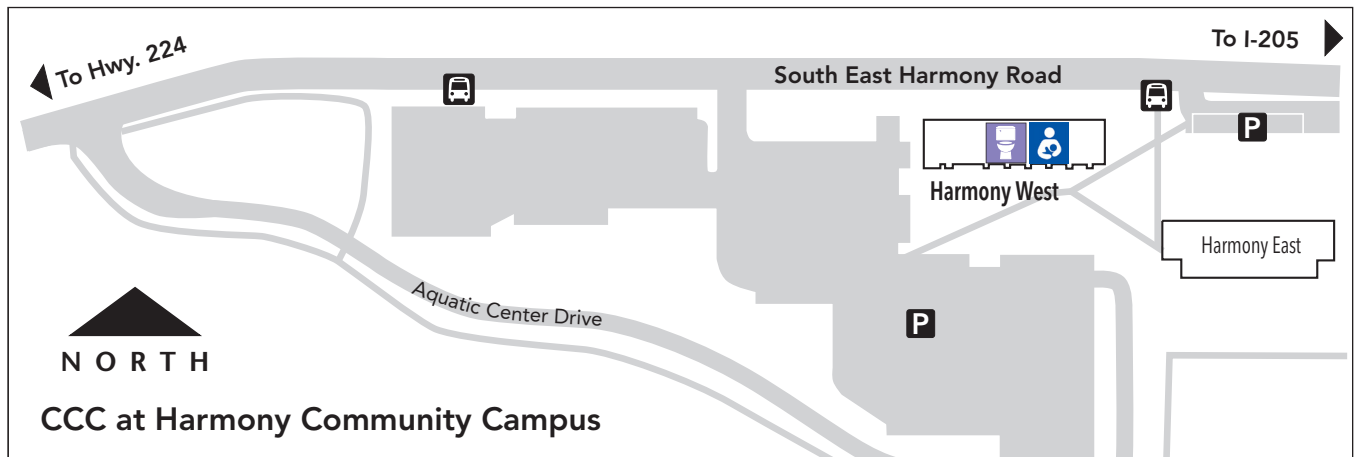 To Hwy. 224
To I-205
South East Harmony Road
P
Harmony West
Harmony East
Aquatic Center Drive
P
NORTH
CCC at Harmony Community Campus